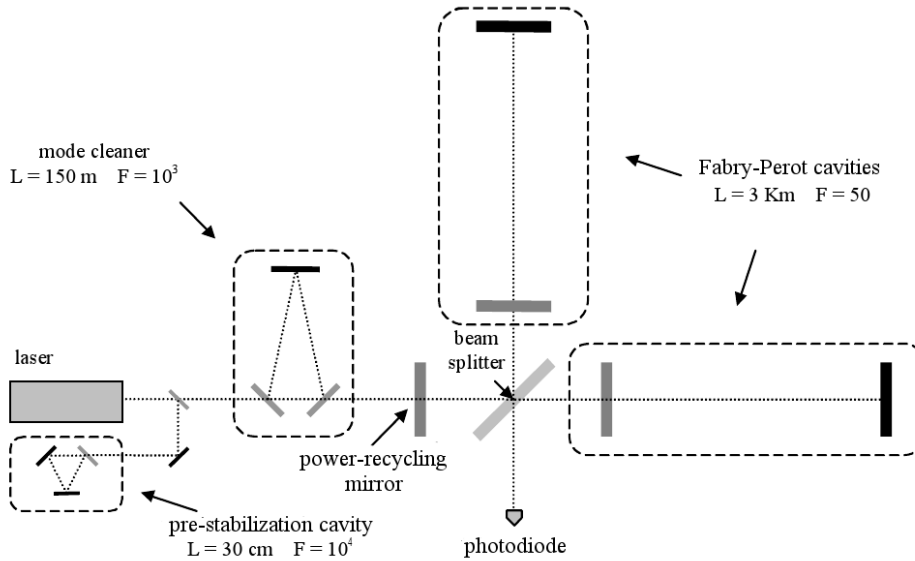 mode cleaner
L = 150 m F = 10³
Fabry-Perot cavities
L = 3 Km F = 50
laser
beam
splitter
power-recycling
mirror
pre-stabilization cavity
L = 30 cm F = 10⁴
photodiode